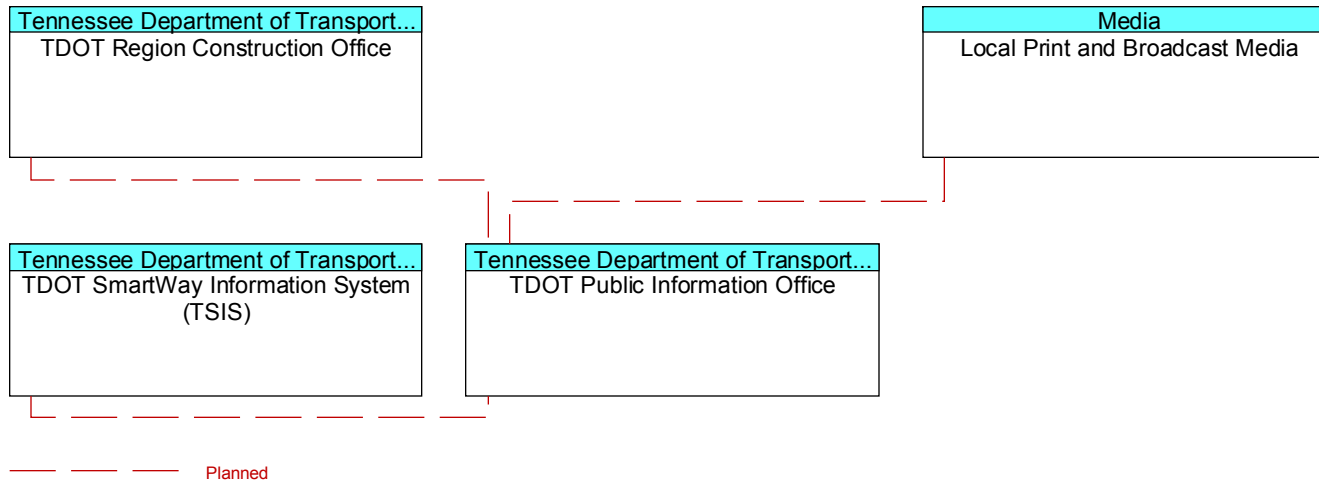 Tennessee Department of Transport...
TDOT Region Construction Office
Media
Local Print and Broadcast Media
Tennessee Department of Transport...
TDOT SmartWay Information System
(TSIS)
Tennessee Department of Transport...
TDOT Public Information Office
Planned